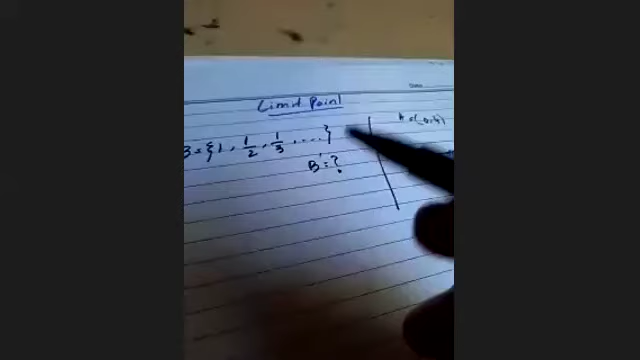 Limit Point
B = {1, 1/2, 1/3, ....}
B' = ?